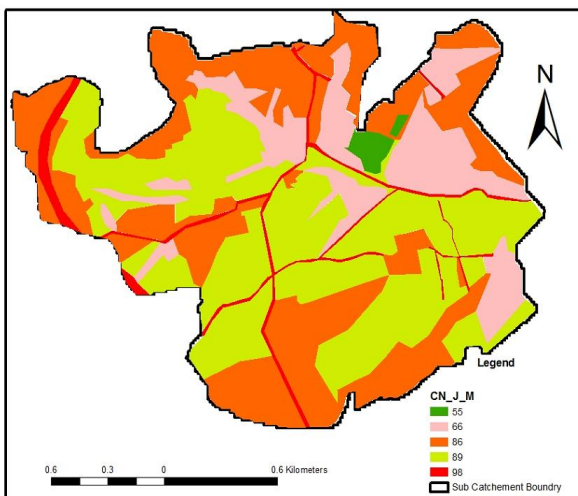 N
Legend
CN_J_M
55
66
86
89
98
Sub Catchement Boundry
0.6 0.3 0 0.6 Kilometers